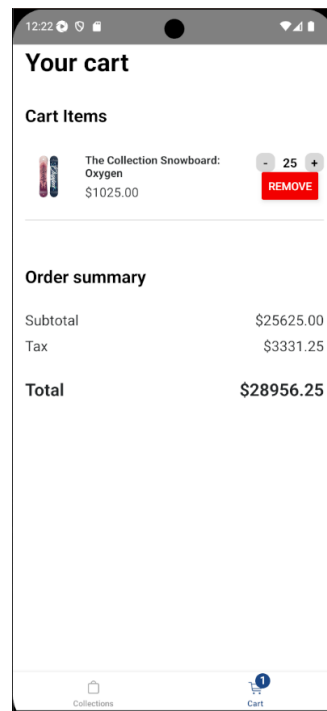 12:22
Your cart
Cart Items
The Collection Snowboard:
Oxygen
$1025.00
- 25 +
REMOVE
Order summary
Subtotal $25625.00
Tax $3331.25
Total $28956.25
1
Collections Cart